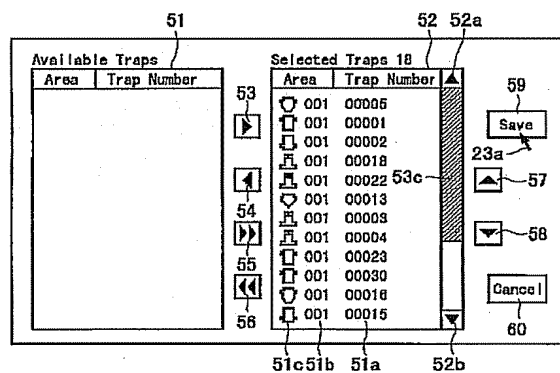 51
52 52a
Available Traps
Selected Traps 18
Area Trap Number
Area Trap Number
53
59
001 00005
001 00001
Save
001 00002
23a
001 00018
53c
001 00022
57
54
001 00013
001 00003
001 00004
58
55
001 00023
001 00030
56
001 00016
Cancel
001 00015
60
51c 51b 51a 52b